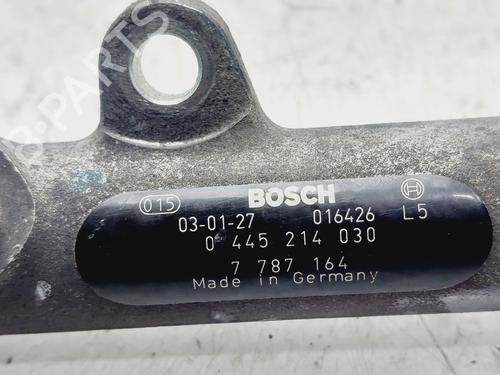 B-PARTS
015 BOSCH
03-01-27 016426 L5
0 445 214 030
7 787 164
Made in Germany